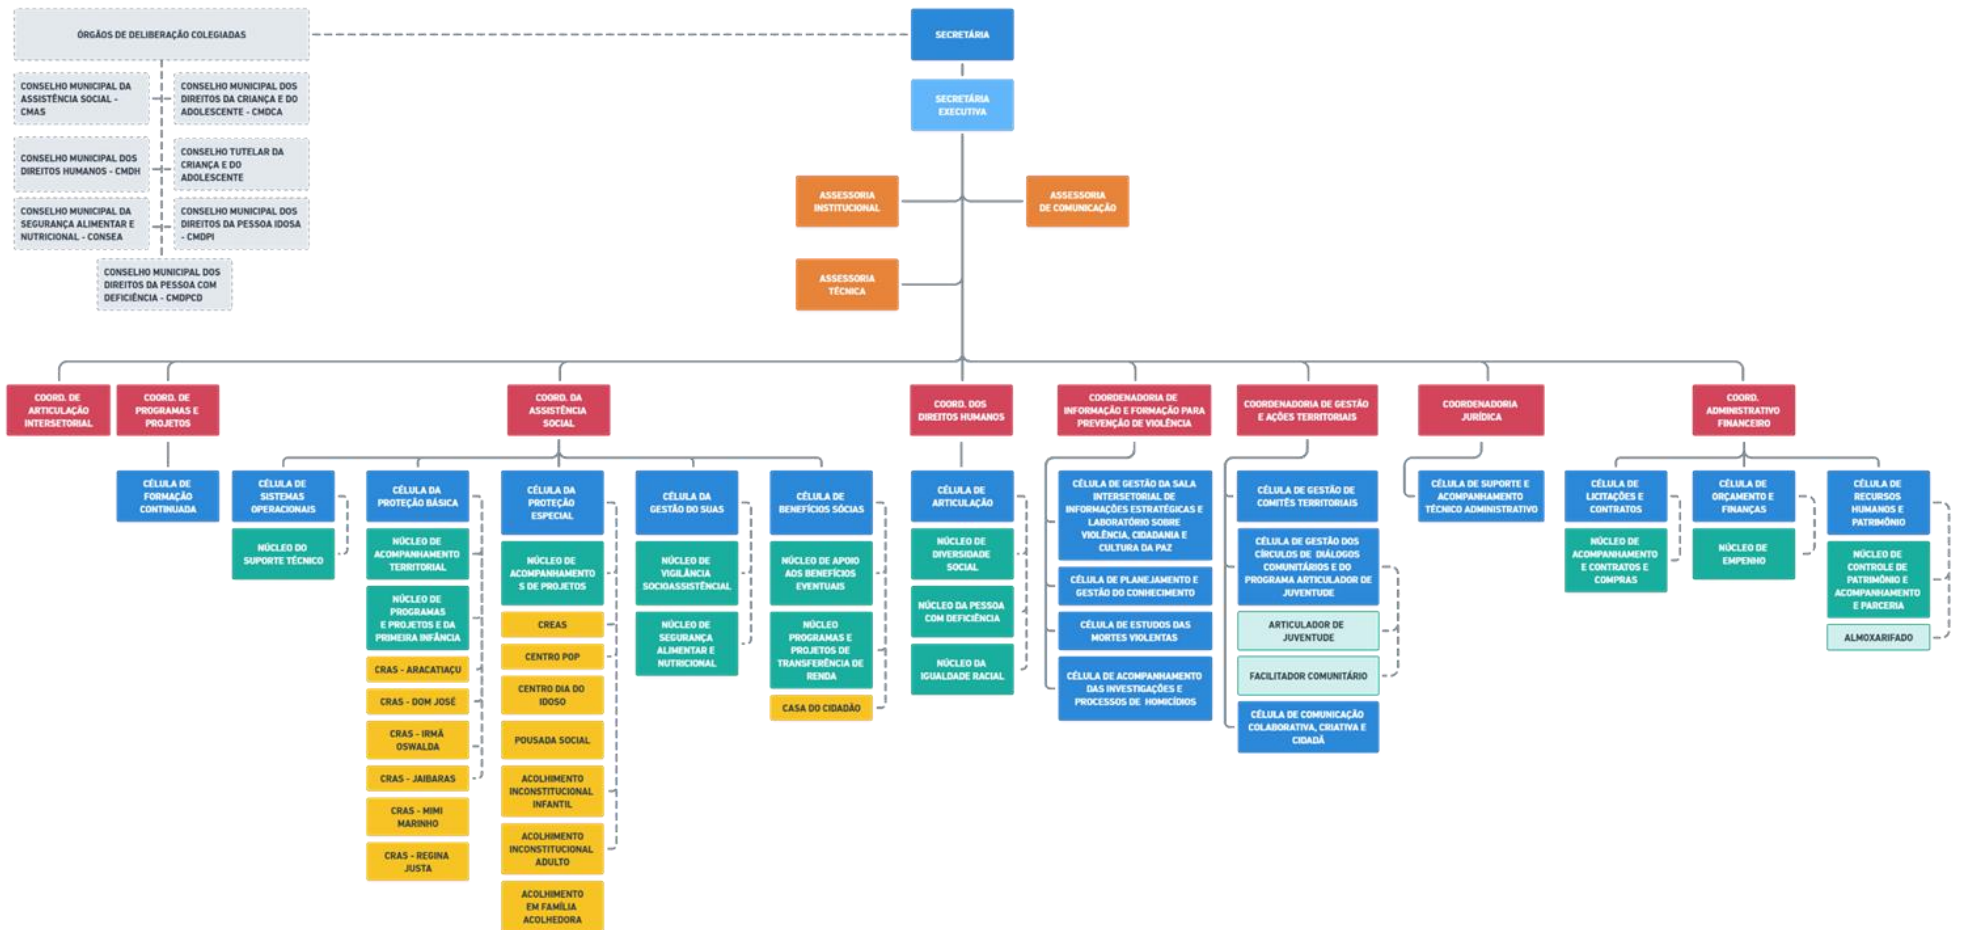 ÓRGÃOS DE DELIBERAÇÃO COLEGIADAS
SECRETÁRIA
CONSELHO MUNICIPAL DA
ASSISTÊNCIA SOCIAL -
CMAS
CONSELHO MUNICIPAL DOS
DIREITOS DA CRIANÇA E DO
ADOLESCENTE - CMDCA
SECRETÁRIA
EXECUTIVA
CONSELHO MUNICIPAL DOS
DIREITOS HUMANOS - CMDH
CONSELHO TUTELAR DA
CRIANÇA E DO
ADOLESCENTE
CONSELHO MUNICIPAL DA
SEGURANÇA ALIMENTAR E
NUTRICIONAL - CONSEA
CONSELHO MUNICIPAL DOS
DIREITOS DA PESSOA IDOSA
- CMDPI
CONSELHO MUNICIPAL DOS
DIREITOS DA PESSOA COM
DEFICIÊNCIA - CMDPCD
ASSESSORIA
INSTITUCIONAL
ASSESSORIA
DE COMUNICAÇÃO
ASSESSORIA
TÉCNICA
COORD. DE
ARTICULAÇÃO
INTERSETORIAL
COORD. DE
PROGRAMAS E
PROJETOS
COORD. DA
ASSISTÊNCIA
SOCIAL
COORD. DOS
DIREITOS HUMANOS
COORDENADORIA DE
INFORMAÇÃO E FORMAÇÃO PARA
PREVENÇÃO DE VIOLÊNCIA
COORDENADORIA DE GESTÃO
E AÇÕES TERRITORIAIS
COORDENADORIA
JURÍDICA
COORD.
ADMINISTRATIVO
FINANCEIRO
CÉLULA DE
FORMAÇÃO
CONTINUADA
CÉLULA DE
SISTEMAS
OPERACIONAIS
NÚCLEO DO
SUPORTE TÉCNICO
CÉLULA DA
PROTEÇÃO BÁSICA
NÚCLEO DE
ACOMPANHAMENTO
TERRITORIAL
NÚCLEO DE
PROGRAMAS
E PROJETOS E DA
PRIMEIRA INFÂNCIA
CRAS - ARACATIAÇU
CRAS - DOM JOSÉ
CRAS - IRMÃ
OSWALDA
CRAS - JAIBARAS
CRAS - MIMI
MARINHO
CRAS - REGINA
JUSTA
CÉLULA DA
PROTEÇÃO
ESPECIAL
NÚCLEO DE
ACOMPANHAMENTO
S DE PROJETOS
CREAS
CENTRO POP
CENTRO DIA DO
IDOSO
POUSADA SOCIAL
ACOLHIMENTO
INCONSTITUCIONAL
INFANTIL
ACOLHIMENTO
INCONSTITUCIONAL
ADULTO
ACOLHIMENTO
EM FAMÍLIA
ACOLHEDORA
CÉLULA DA
GESTÃO DO SUAS
NÚCLEO DE
VIGILÂNCIA
SOCIOASSISTÊNCIAL
NÚCLEO DE
SEGURANÇA
ALIMENTAR E
NUTRICIONAL
CÉLULA DE
BENEFÍCIOS SÓCIAS
NÚCLEO DE APOIO
AOS BENEFÍCIOS
EVENTUAIS
NÚCLEO
PROGRAMAS E
PROJETOS DE
TRANSFERÊNCIA DE
RENDA
CASA DO CIDADÃO
CÉLULA DE
ARTICULAÇÃO
NÚCLEO DE
DIVERSIDADE
SOCIAL
NÚCLEO DA PESSOA
COM DEFICIÊNCIA
NÚCLEO DA
IGUALDADE RACIAL
CÉLULA DE GESTÃO DA SALA
INTERSETORIAL DE
INFORMAÇÕES ESTRATÉGICAS E
LABORATÓRIO SOBRE
VIOLÊNCIA, CIDADANIA E
CULTURA DA PAZ
CÉLULA DE PLANEJAMENTO E
GESTÃO DO CONHECIMENTO
CÉLULA DE ESTUDOS DAS
MORTES VIOLENTAS
CÉLULA DE ACOMPANHAMENTO
DAS INVESTIGAÇÕES E
PROCESSOS DE HOMICÍDIOS
CÉLULA DE GESTÃO DE
COMITÊS TERRITORIAIS
CÉLULA DE GESTÃO DOS
CÍRCULOS DE DIÁLOGOS
COMUNITÁRIOS E DO
PROGRAMA ARTICULADOR DE
JUVENTUDE
ARTICULADOR DE
JUVENTUDE
FACILITADOR COMUNITÁRIO
CÉLULA DE COMUNICAÇÃO
COLABORATIVA, CRIATIVA E
CIDADÃ
CÉLULA DE SUPORTE E
ACOMPANHAMENTO
TÉCNICO ADMINISTRATIVO
CÉLULA DE
LICITAÇÕES E
CONTRATOS
NÚCLEO DE
ACOMPANHAMENTO
E CONTRATOS E
COMPRAS
CÉLULA DE
ORÇAMENTO E
FINANÇAS
NÚCLEO DE
EMPENHO
CÉLULA DE
RECURSOS
HUMANOS E
PATRIMÔNIO
NÚCLEO DE
CONTROLE DE
PATRIMÔNIO E
ACOMPANHAMENTO
E PARCERIA
ALMOXARIFADO